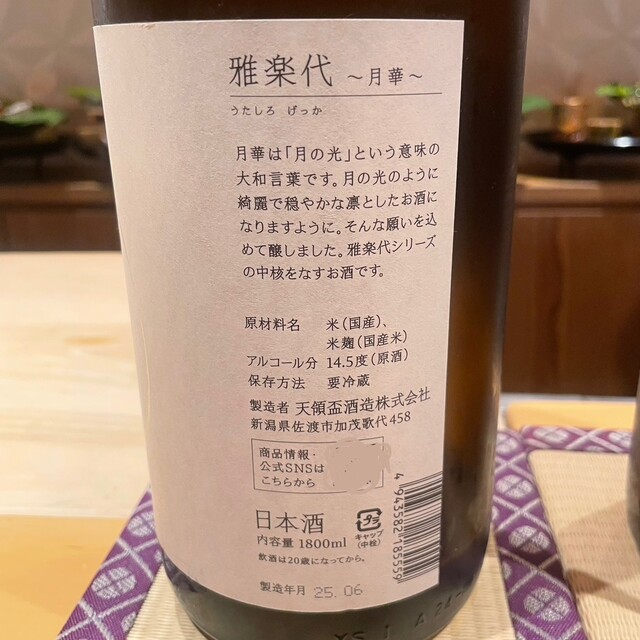 雅楽代 ～月華～
うたしろ げっか
月華は「月の光」という意味の
大和言葉です。月の光のように
綺麗で穏やかな凛としたお酒に
なりますように。そんな願いを込
めて醸しました。雅楽代シリーズ
の中核をなすお酒です。
原材料名 米(国産)、
米麹(国産米)
アルコール分 14.5度(原酒)
保存方法 要冷蔵
製造者 天領盃酒造株式会社
新潟県佐渡市加茂歌代458
商品情報・
公式SNSは
こちらから
日本酒
内容量 1800ml
プラ
キャップ
(中栓)
飲酒は20歳になってから。
4943582185559
製造年月 25.06